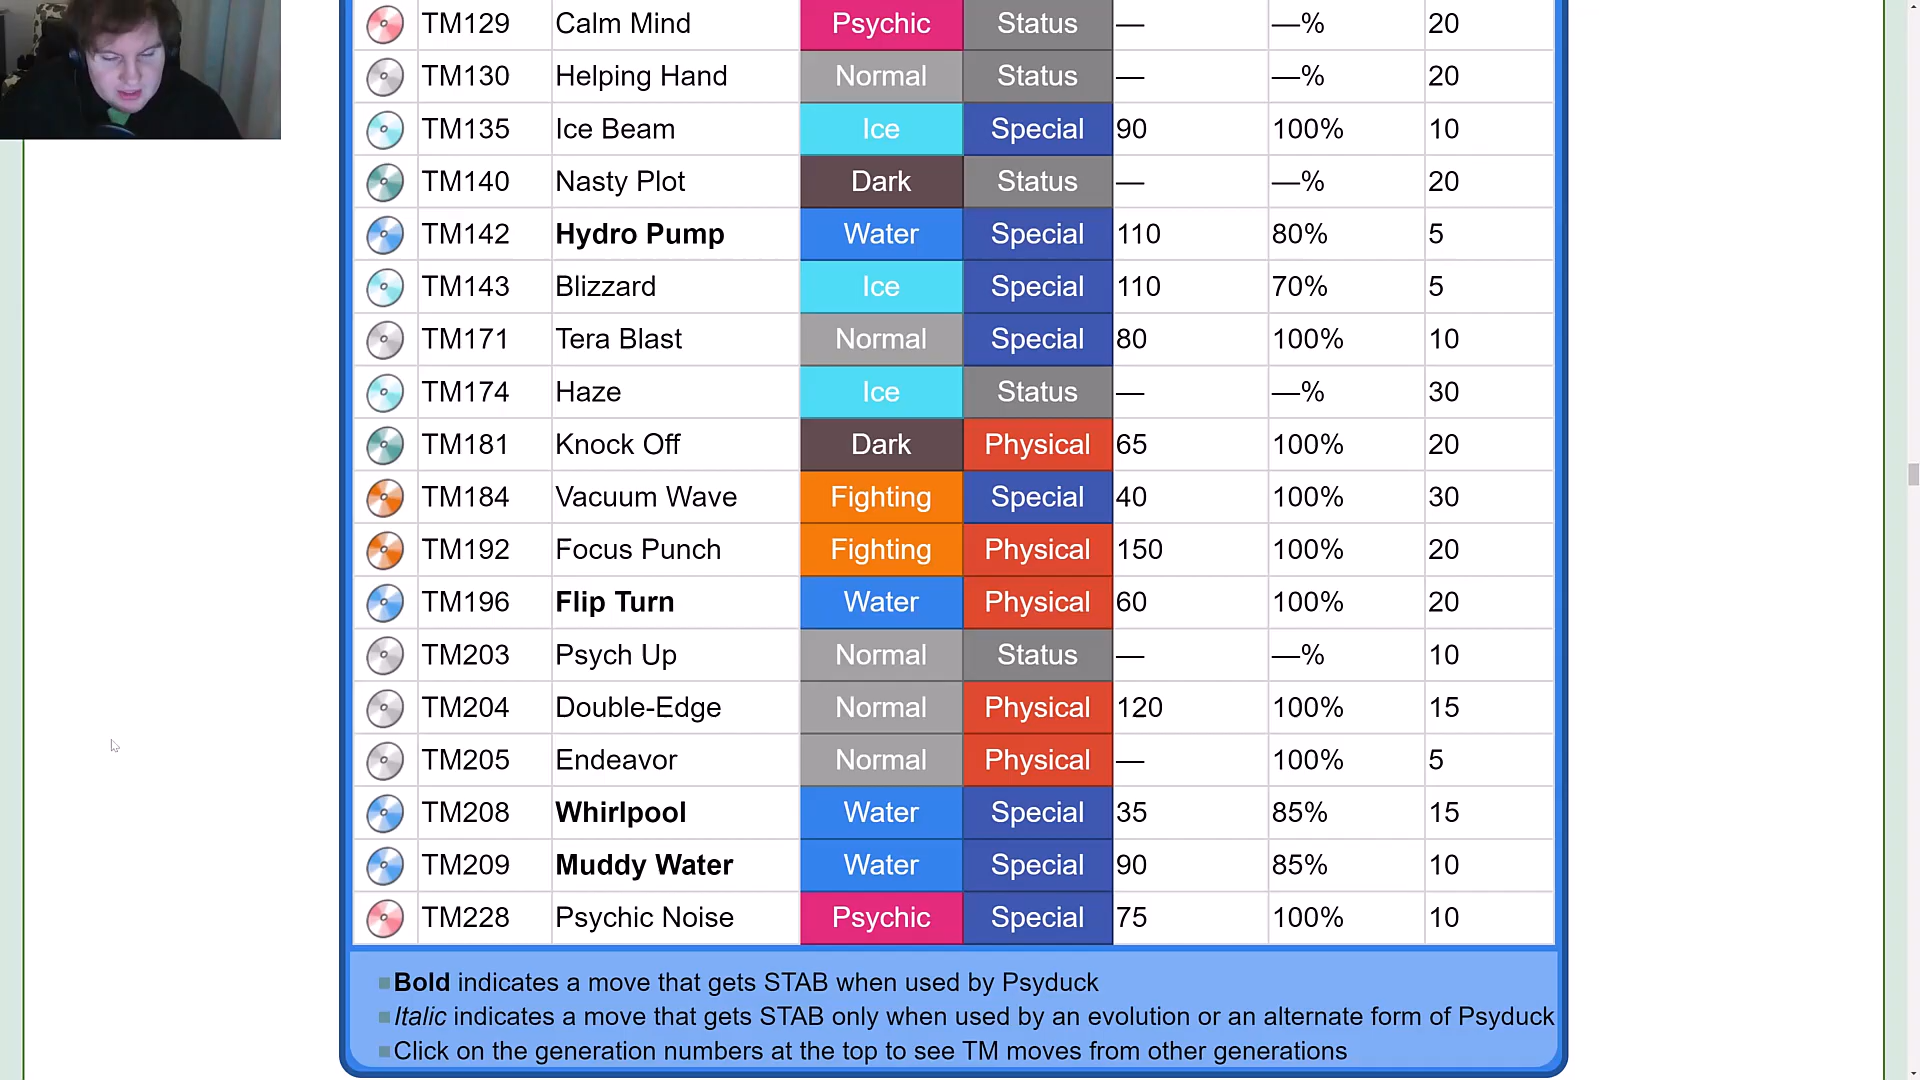 TM129 Calm Mind Psychic Status — —% 20
TM130 Helping Hand Normal Status — —% 20
TM135 Ice Beam Ice Special 90 100% 10
TM140 Nasty Plot Dark Status — —% 20
TM142 Hydro Pump Water Special 110 80% 5
TM143 Blizzard Ice Special 110 70% 5
TM171 Tera Blast Normal Special 80 100% 10
TM174 Haze Ice Status — —% 30
TM181 Knock Off Dark Physical 65 100% 20
TM184 Vacuum Wave Fighting Special 40 100% 30
TM192 Focus Punch Fighting Physical 150 100% 20
TM196 Flip Turn Water Physical 60 100% 20
TM203 Psych Up Normal Status — —% 10
TM204 Double-Edge Normal Physical 120 100% 15
TM205 Endeavor Normal Physical — 100% 5
TM208 Whirlpool Water Special 35 85% 15
TM209 Muddy Water Water Special 90 85% 10
TM228 Psychic Noise Psychic Special 75 100% 10
Bold indicates a move that gets STAB when used by Psyduck
Italic indicates a move that gets STAB only when used by an evolution or an alternate form of Psyduck
Click on the generation numbers at the top to see TM moves from other generations